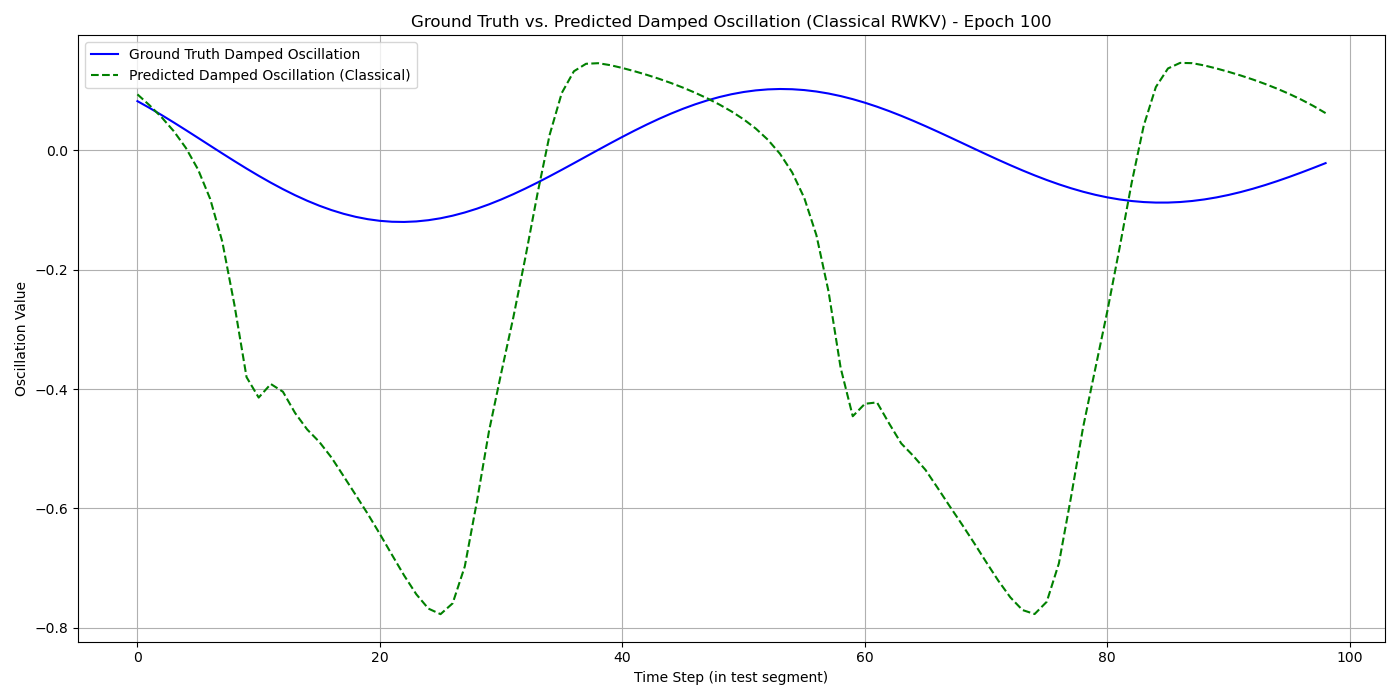 Ground Truth vs. Predicted Damped Oscillation (Classical RWKV) - Epoch 100
Ground Truth Damped Oscillation
Predicted Damped Oscillation (Classical)
Oscillation Value
0.0
−0.2
−0.4
−0.6
−0.8
0 20 40 60 80 100
Time Step (in test segment)